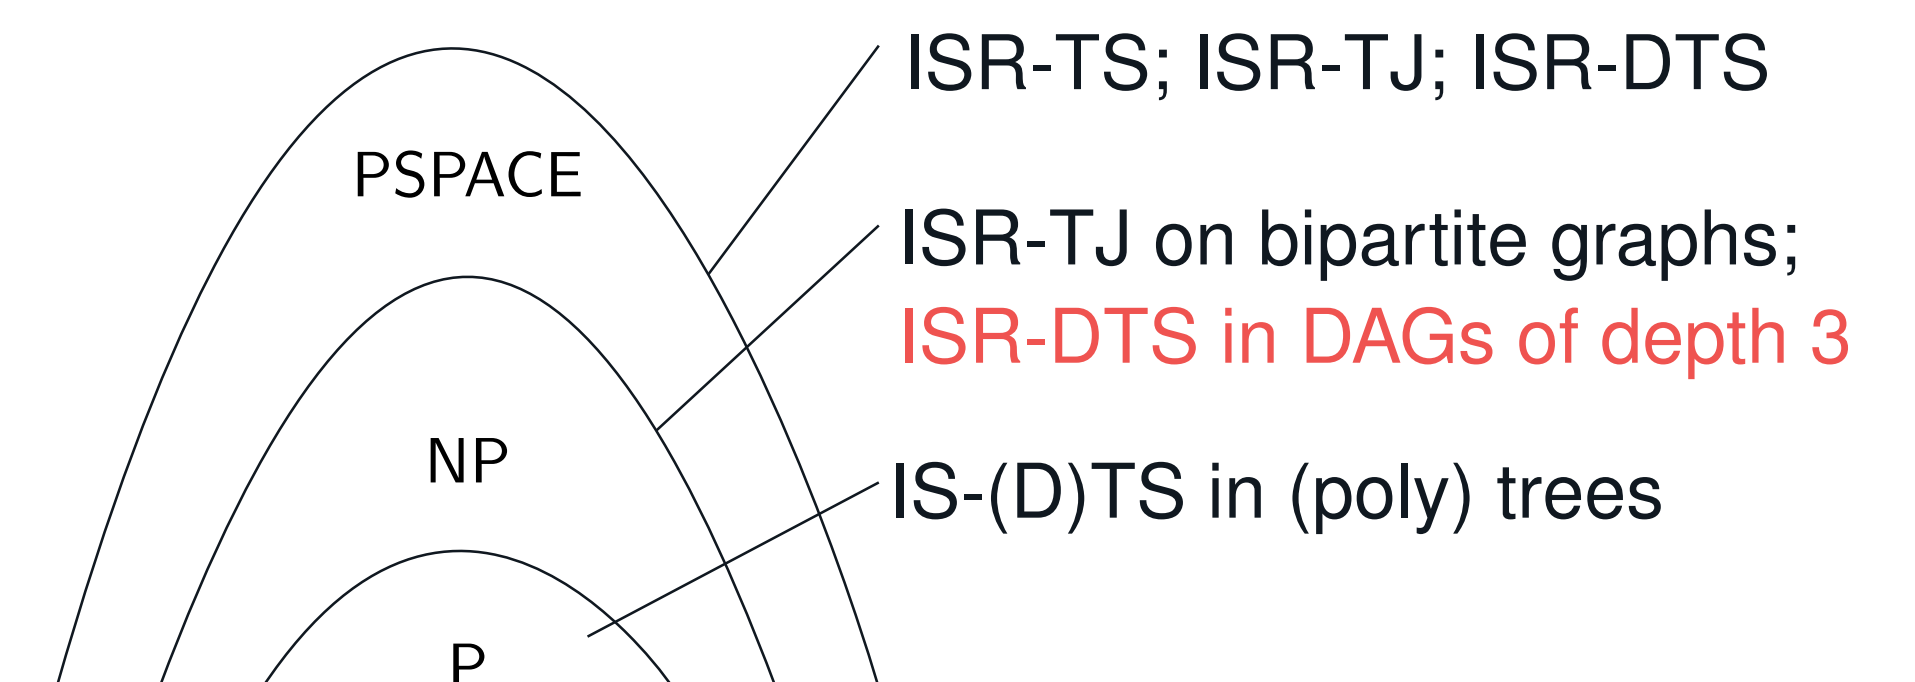 ISR-TS; ISR-TJ; ISR-DTS
PSPACE
ISR-TJ on bipartite graphs;
ISR-DTS in DAGs of depth 3
NP
IS-(D)TS in (poly) trees
P